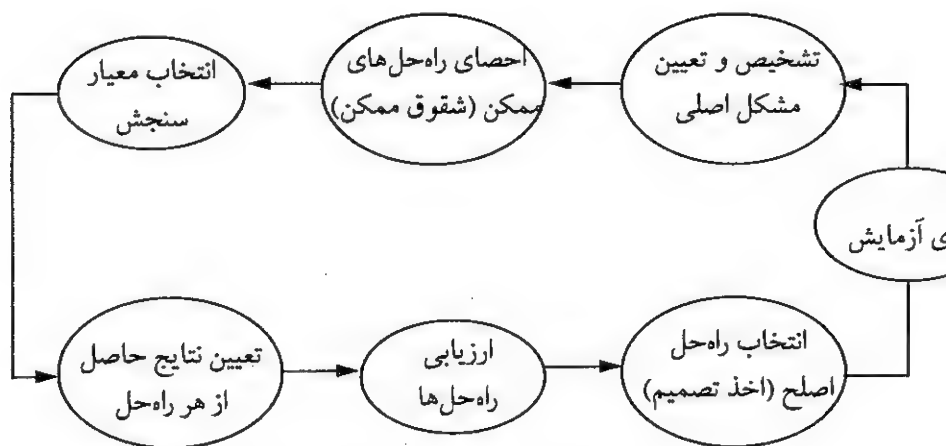 تشخیص و تعیین
مشکل اصلی
احصای راه‌حل‌های
ممکن (شقوق ممکن)
انتخاب معیار
سنجش
ی آزمایش
تعیین نتایج حاصل
از هر راه‌حل
ارزیابی
راه‌حل‌ها
انتخاب راه‌حل
اصلح (اخذ تصمیم)